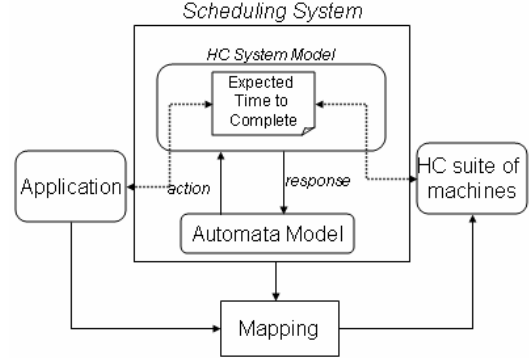 Scheduling System
HC System Model
Expected
Time to
Complete
Application
action
response
HC suite of
machines
Automata Model
Mapping